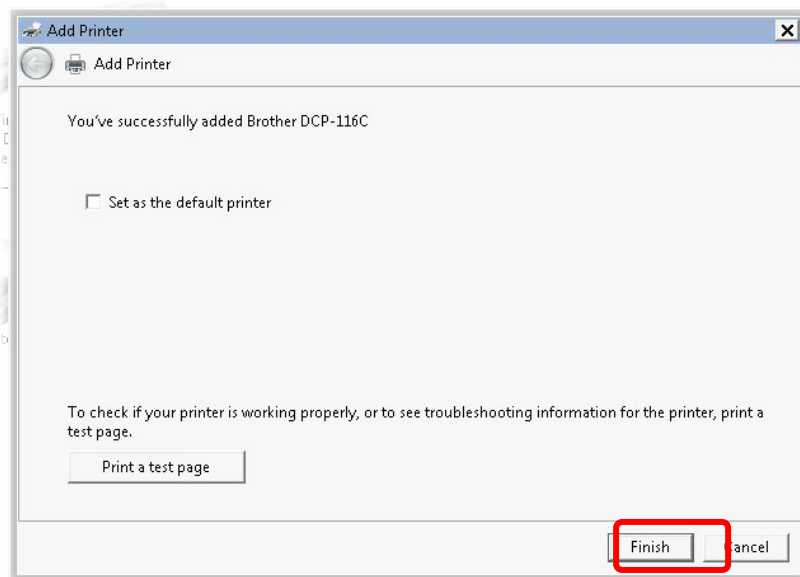 Add Printer
Add Printer
You've successfully added Brother DCP-116C
Set as the default printer
To check if your printer is working properly, or to see troubleshooting information for the printer, print a
test page.
Print a test page
Finish
Cancel